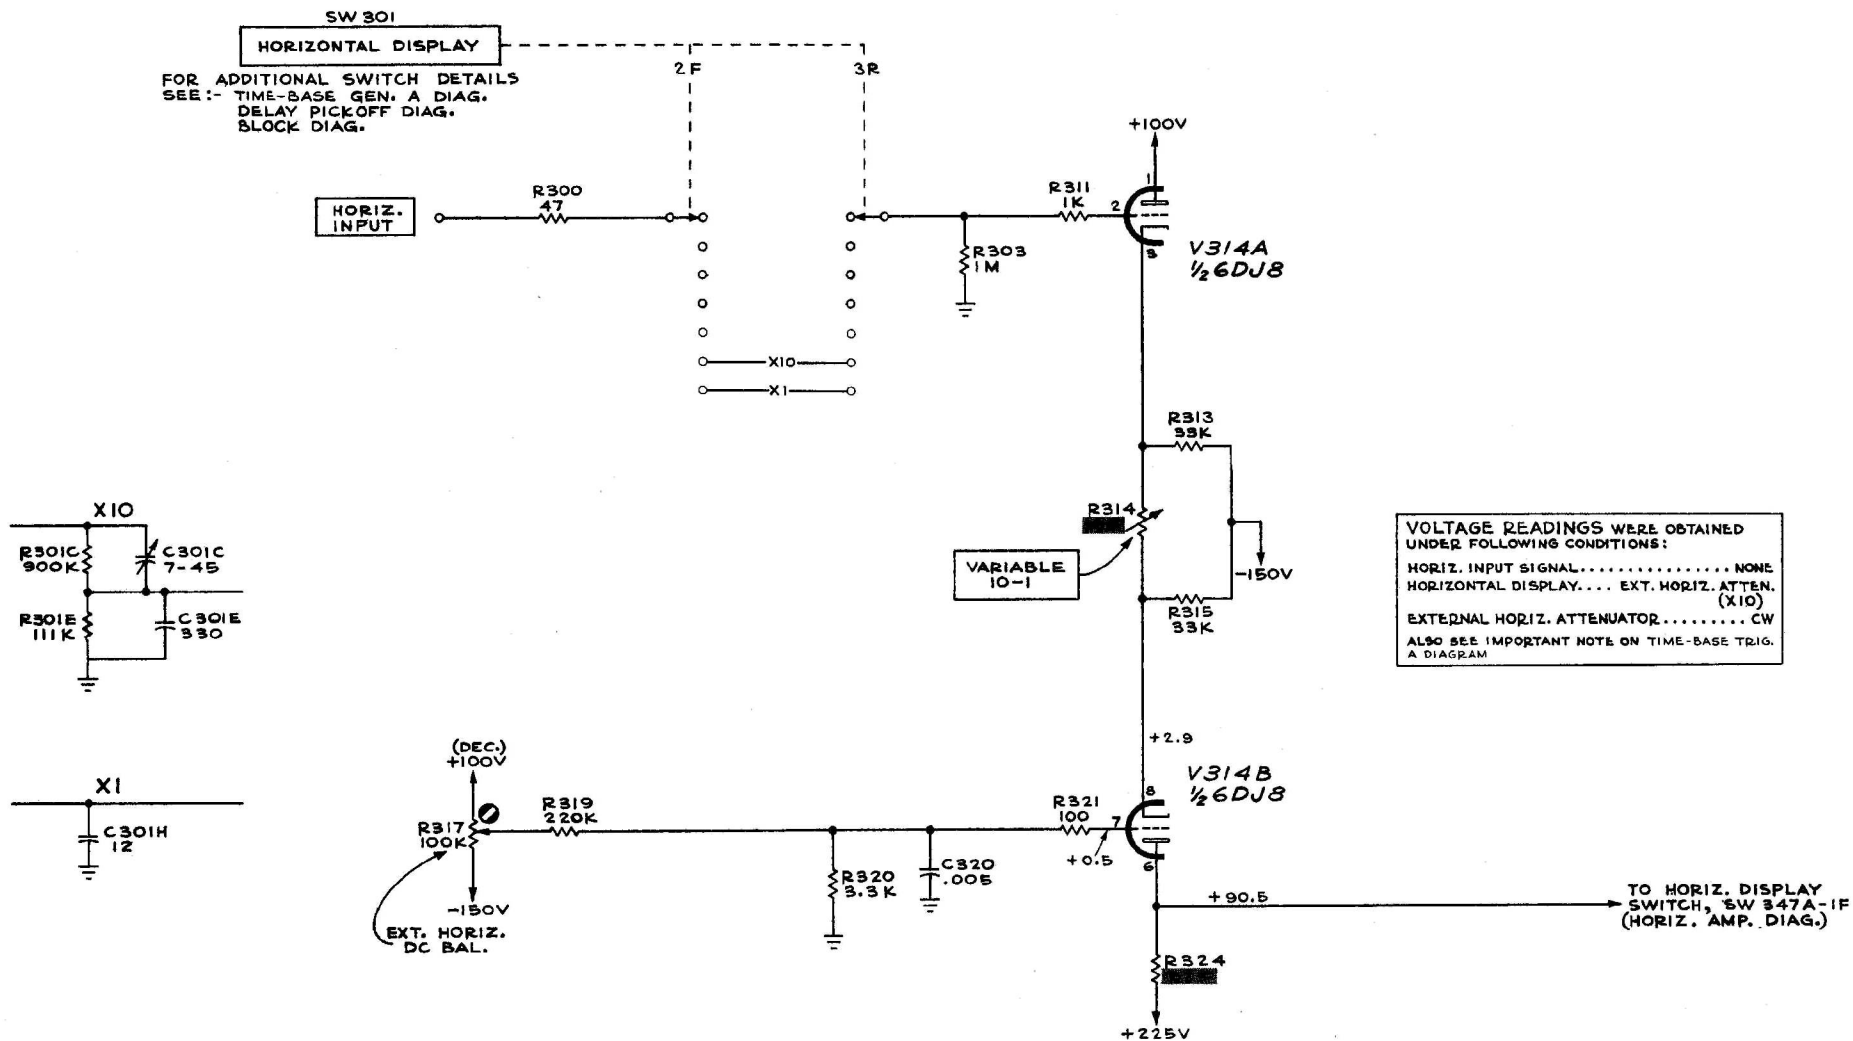 SW 301
HORIZONTAL DISPLAY
FOR ADDITIONAL SWITCH DETAILS
SEE:- TIME-BASE GEN. A DIAG.
DELAY PICKOFF DIAG.
BLOCK DIAG.
2F
3R
HORIZ.
INPUT
R300
47
R303
1M
R311
1K
+100V
1
2
3
V314A
½6DJ8
X10
X1
R313
33K
R314
VARIABLE
10-1
-150V
R315
33K
X10
R301C
900K
C301C
7-45
R301E
111K
C301E
330
VOLTAGE READINGS WERE OBTAINED
UNDER FOLLOWING CONDITIONS:
HORIZ. INPUT SIGNAL............... NONE
HORIZONTAL DISPLAY.... EXT. HORIZ. ATTEN.
(X10)
EXTERNAL HORIZ. ATTENUATOR......... CW
ALSO SEE IMPORTANT NOTE ON TIME-BASE TRIG.
A DIAGRAM
X1
C301H
12
(DEC.)
+100V
R317
100K
-150V
EXT. HORIZ.
DC BAL.
R319
220K
R320
3.3K
C320
.005
R321
100
+0.5
+2.9
V314B
½6DJ8
8
7
6
+90.5
TO HORIZ. DISPLAY
SWITCH, SW 347A-1F
(HORIZ. AMP. DIAG.)
R324
+225V